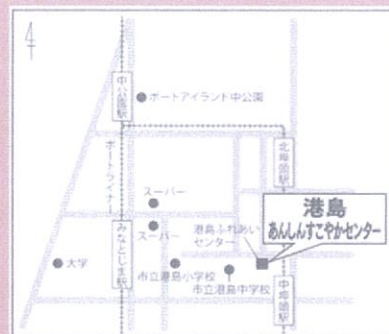 4
中公園駅
ポートアイランド中公園
ポートライナー
北埠頭駅
スーパー
港島
あんしんすこやかセンター
港島ふれあい
センター
スーパー
みなとじま駅
大学
市立港島小学校
市立港島中学校
中埠頭駅